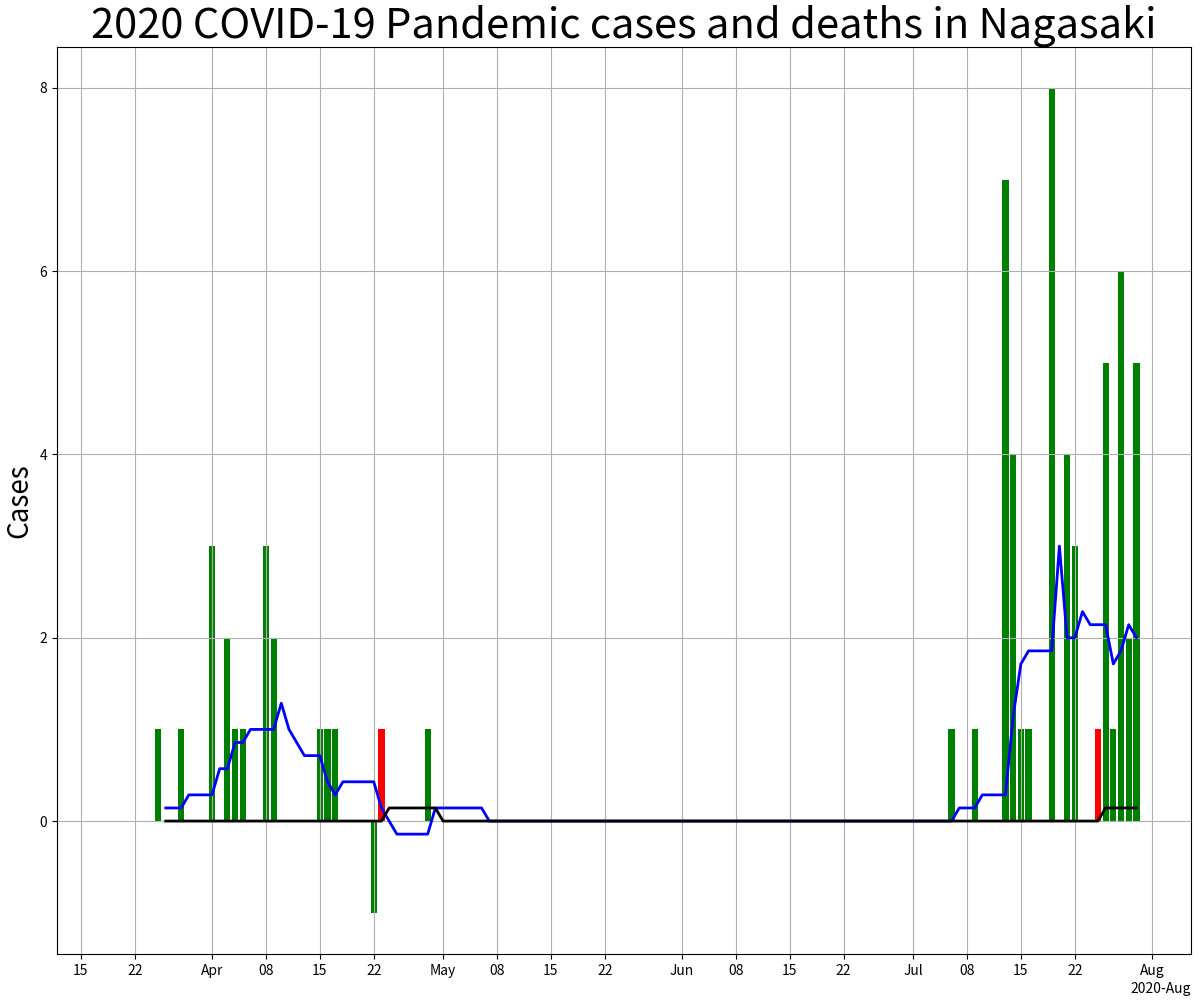 2020 COVID-19 Pandemic cases and deaths in Nagasaki
Cases
8
6
4
2
0
15 22 Apr 08 15 22 May 08 15 22 Jun 08 15 22 Jul 08 15 22 Aug
2020-Aug